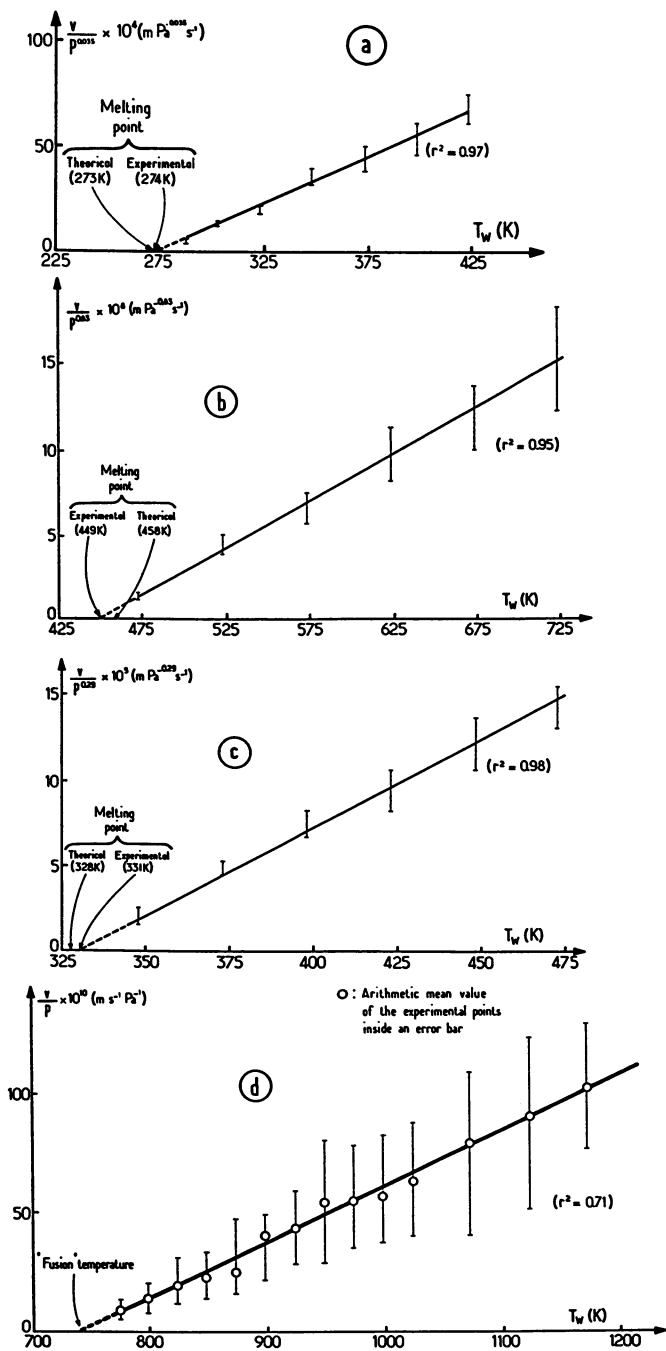 v/p^0.035 × 10^4 (m Pa^-0.035 s^-1)
100
50
0
a
Melting
point
Theorical Experimental
(273K) (274K)
(r² = 0.97)
T_W (K)
225 275 325 375 425
v/p^0.63 × 10^6 (m Pa^-0.63 s^-1)
15
10
5
0
b
Melting
point
Experimental Theorical
(449K) (458K)
(r² = 0.95)
T_W (K)
425 475 525 575 625 675 725
v/p^0.29 × 10^5 (m Pa^-0.29 s^-1)
15
10
5
0
c
Melting
point
Theorical Experimental
(328K) (331K)
(r² = 0.98)
T_W (K)
325 350 375 400 425 450 475
v/p × 10^10 (m s^-1 Pa^-1)
o : Arithmetic mean value
of the experimental points
inside an error bar
100
50
0
d
"Fusion" temperature
(r² = 0.71)
T_W (K)
700 800 900 1000 1100 1200